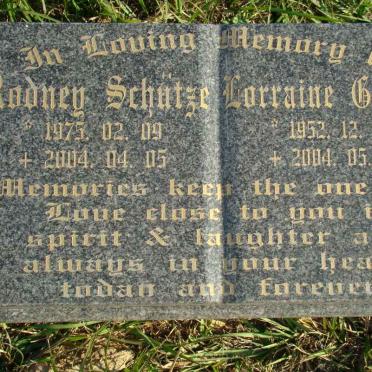 In Loving Memory
Rodney Schütze Lorraine G
* 1975. 02. 09 * 1952. 12.
+ 2004. 04. 05 + 2004. 05.
Memories keep the one
Love close to you i
spirit & laughter a
always in your hea
today and forever